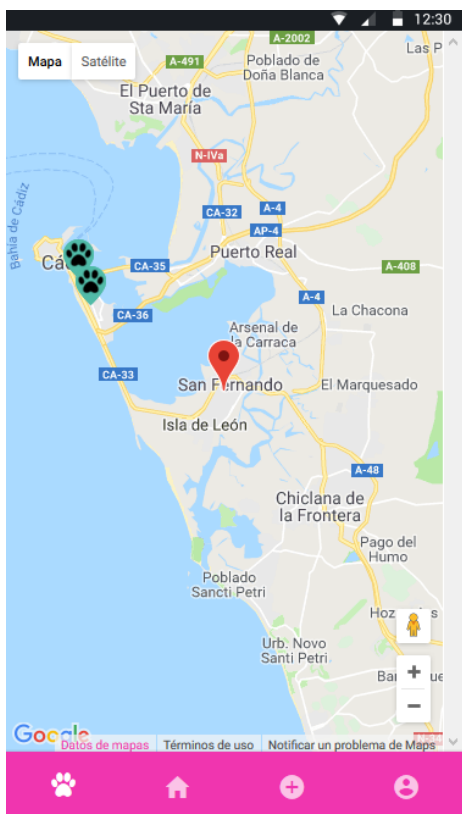 12:30
Mapa Satélite
A-2002
Las P
A-491
Poblado de
Doña Blanca
El Puerto de
Sta María
N-IVa
Bahía de Cádiz
CA-32
A-4
AP-4
Puerto Real
Cá
CA-35
A-408
A-4
La Chacona
CA-36
Arsenal de
la Carraca
CA-33
San Fernando
El Marquesado
Isla de León
A-48
Chiclana de
la Frontera
Pago del
Humo
Poblado
Sancti Petri
Urb. Novo
Santi Petri
Google
Datos de mapas Términos de uso Notificar un problema de Maps